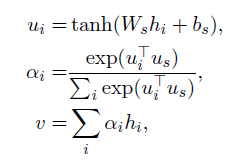 u_i = tanh(W_s h_i + b_s),
α_i = exp(u_i^⊤ u_s) / ∑_i exp(u_i^⊤ u_s),
v = ∑_i α_i h_i,